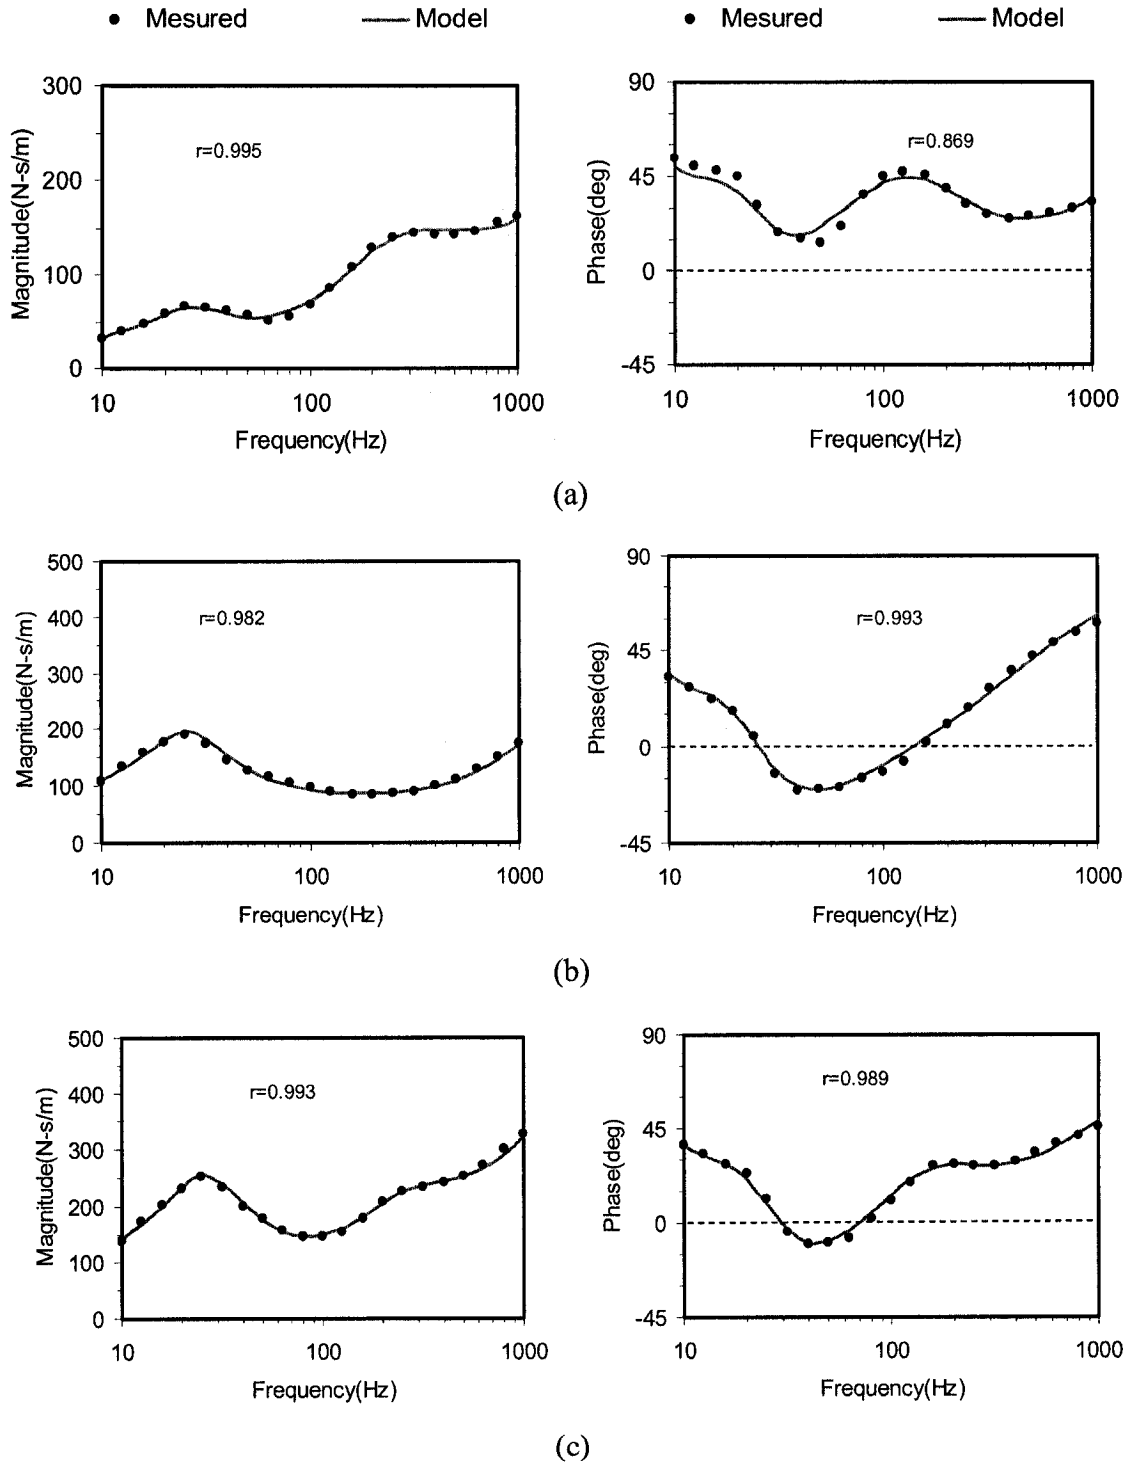 Mesured Model Mesured Model
300
200
100
0
Magnitude(N-s/m)
r=0.995
10 100 1000
Frequency(Hz)
90
45
0
-45
Phase(deg)
r=0.869
10 100 1000
Frequency(Hz)
(a)
500
400
300
200
100
0
Magnitude(N-s/m)
r=0.982
10 100 1000
Frequency(Hz)
90
45
0
-45
Phase(deg)
r=0.993
10 100 1000
Frequency(Hz)
(b)
500
400
300
200
100
0
Magnitude(N-s/m)
r=0.993
10 100 1000
Frequency(Hz)
90
45
0
-45
Phase(deg)
r=0.989
10 100 1000
Frequency(Hz)
(c)